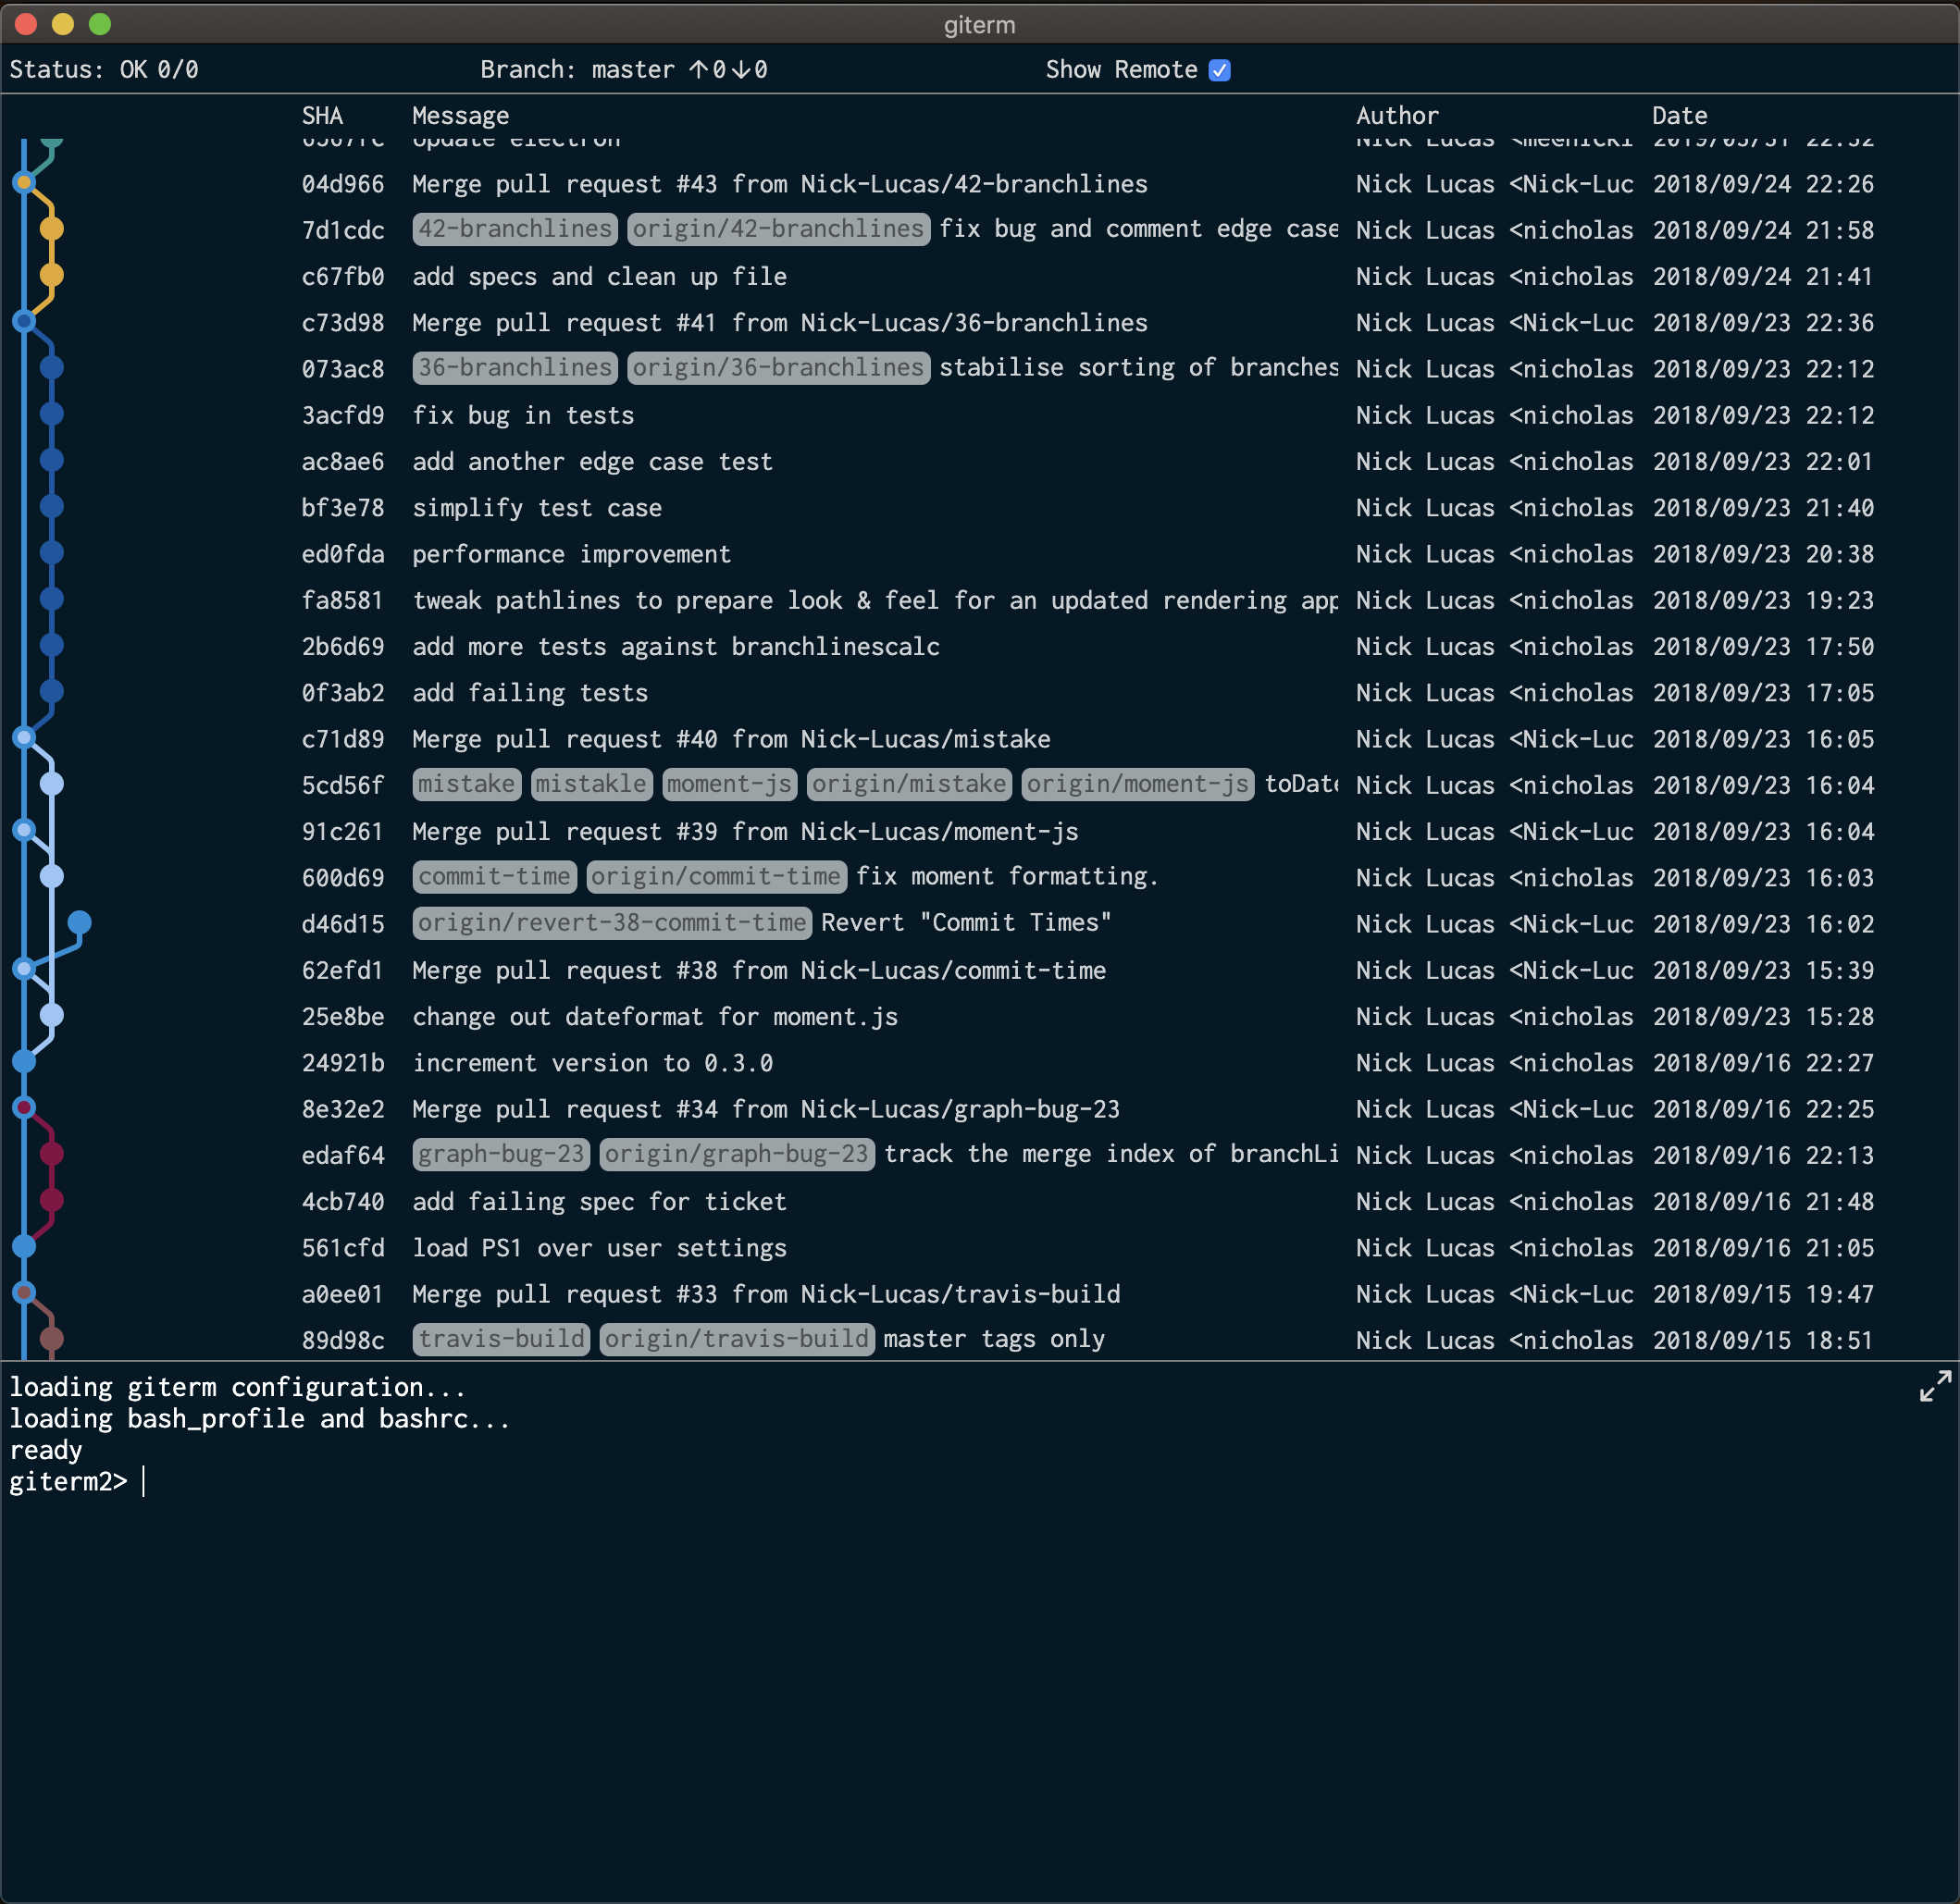 giterm
Status: OK 0/0 Branch: master ↑0↓0 Show Remote
SHA Message Author Date
Update electron Nick Lucas
04d966 Merge pull request #43 from Nick-Lucas/42-branchlines Nick Lucas <Nick-Luc 2018/09/24 22:26
7d1cdc 42-branchlines origin/42-branchlines fix bug and comment edge case Nick Lucas <nicholas 2018/09/24 21:58
c67fb0 add specs and clean up file Nick Lucas <nicholas 2018/09/24 21:41
c73d98 Merge pull request #41 from Nick-Lucas/36-branchlines Nick Lucas <Nick-Luc 2018/09/23 22:36
073ac8 36-branchlines origin/36-branchlines stabilise sorting of branches Nick Lucas <nicholas 2018/09/23 22:12
3acfd9 fix bug in tests Nick Lucas <nicholas 2018/09/23 22:12
ac8ae6 add another edge case test Nick Lucas <nicholas 2018/09/23 22:01
bf3e78 simplify test case Nick Lucas <nicholas 2018/09/23 21:40
ed0fda performance improvement Nick Lucas <nicholas 2018/09/23 20:38
fa8581 tweak pathlines to prepare look & feel for an updated rendering app Nick Lucas <nicholas 2018/09/23 19:23
2b6d69 add more tests against branchlinescalc Nick Lucas <nicholas 2018/09/23 17:50
0f3ab2 add failing tests Nick Lucas <nicholas 2018/09/23 17:05
c71d89 Merge pull request #40 from Nick-Lucas/mistake Nick Lucas <Nick-Luc 2018/09/23 16:05
5cd56f mistake mistakle moment-js origin/mistake origin/moment-js toDate Nick Lucas <nicholas 2018/09/23 16:04
91c261 Merge pull request #39 from Nick-Lucas/moment-js Nick Lucas <Nick-Luc 2018/09/23 16:04
600d69 commit-time origin/commit-time fix moment formatting. Nick Lucas <nicholas 2018/09/23 16:03
d46d15 origin/revert-38-commit-time Revert "Commit Times" Nick Lucas <Nick-Luc 2018/09/23 16:02
62efd1 Merge pull request #38 from Nick-Lucas/commit-time Nick Lucas <Nick-Luc 2018/09/23 15:39
25e8be change out dateformat for moment.js Nick Lucas <nicholas 2018/09/23 15:28
24921b increment version to 0.3.0 Nick Lucas <nicholas 2018/09/16 22:27
8e32e2 Merge pull request #34 from Nick-Lucas/graph-bug-23 Nick Lucas <Nick-Luc 2018/09/16 22:25
edaf64 graph-bug-23 origin/graph-bug-23 track the merge index of branchLi Nick Lucas <nicholas 2018/09/16 22:13
4cb740 add failing spec for ticket Nick Lucas <nicholas 2018/09/16 21:48
561cfd load PS1 over user settings Nick Lucas <nicholas 2018/09/16 21:05
a0ee01 Merge pull request #33 from Nick-Lucas/travis-build Nick Lucas <Nick-Luc 2018/09/15 19:47
89d98c travis-build origin/travis-build master tags only Nick Lucas <nicholas 2018/09/15 18:51
loading giterm configuration...
loading bash_profile and bashrc...
ready
giterm2>